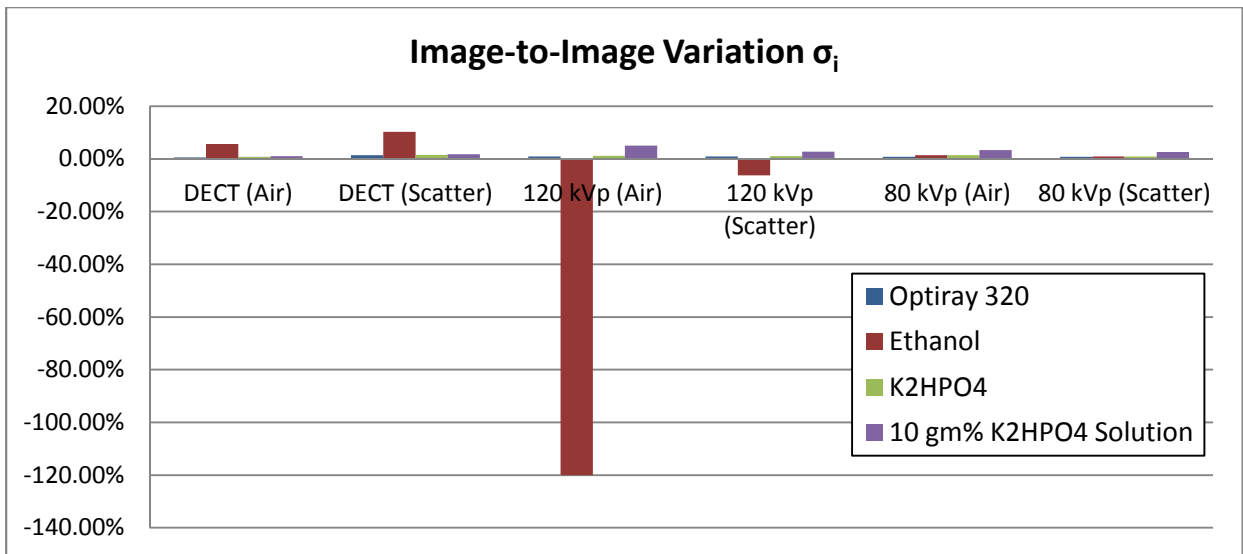 Image-to-Image Variation σi
20.00%
0.00%
-20.00%
-40.00%
-60.00%
-80.00%
-100.00%
-120.00%
-140.00%
DECT (Air)
DECT (Scatter)
120 kVp (Air)
120 kVp
(Scatter)
80 kVp (Air)
80 kVp (Scatter)
Optiray 320
Ethanol
K2HPO4
10 gm% K2HPO4 Solution